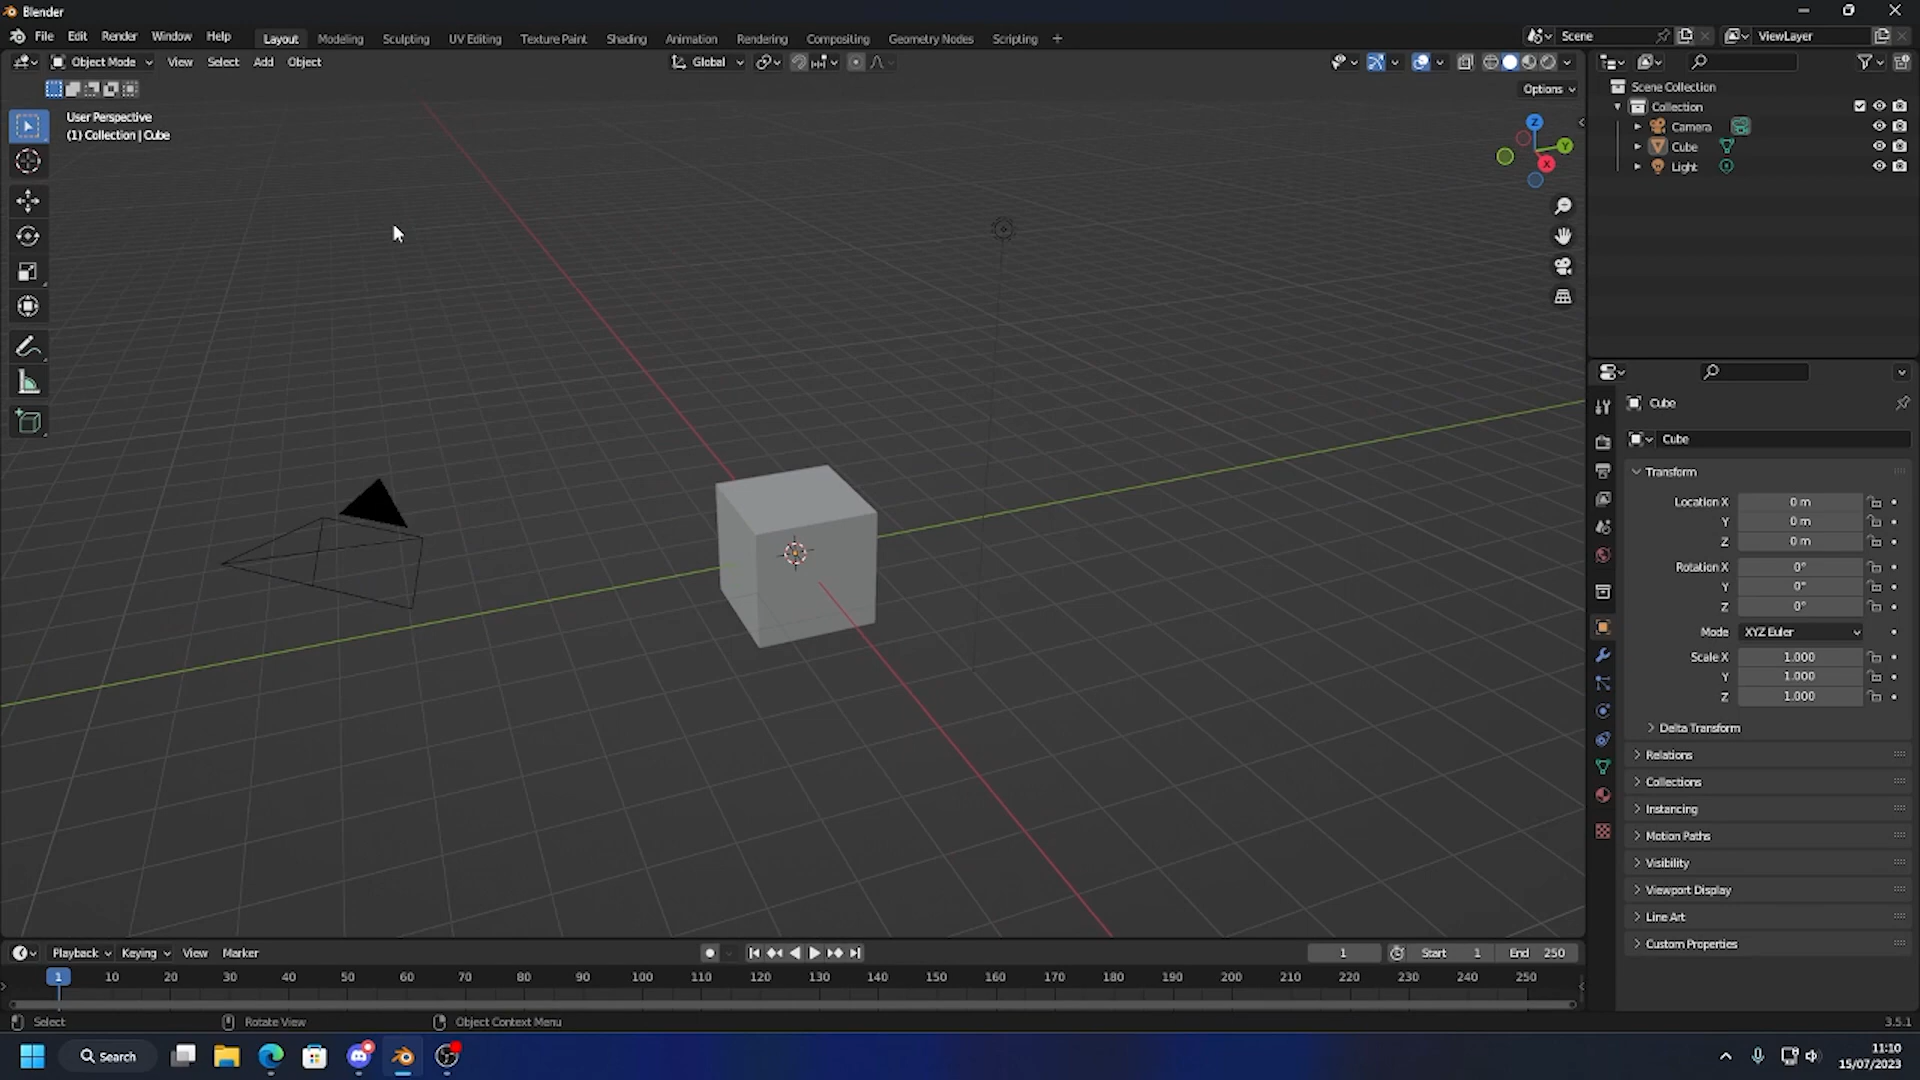 Blender
File Edit Render Window Help Layout Modeling Sculpting UV Editing Texture Paint Shading Animation Rendering Compositing Geometry Nodes Scripting + Scene ViewLayer
Object Mode View Select Add Object Global
Options
User Perspective
(1) Collection | Cube
Z
Y
X
Scene Collection
Collection
Camera
Cube
Light
Cube
Cube
Transform
Location X 0 m
Y 0 m
Z 0 m
Rotation X 0°
Y 0°
Z 0°
Mode XYZ Euler
Scale X 1.000
Y 1.000
Z 1.000
Delta Transform
Relations
Collections
Instancing
Motion Paths
Visibility
Viewport Display
Line Art
Custom Properties
Playback Keying View Marker 1 Start 1 End 250
1 10 20 30 40 50 60 70 80 90 100 110 120 130 140 150 160 170 180 190 200 210 220 230 240 250
Select Rotate View Object Context Menu 3.5.1
Search
11:10
15/07/2023